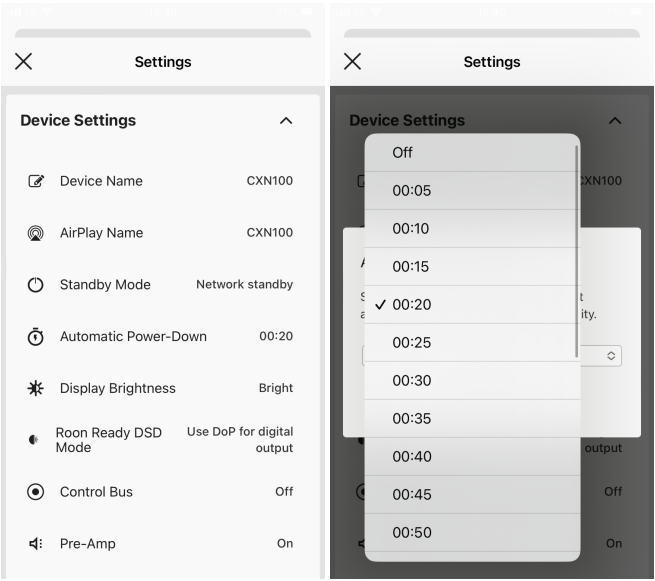 Settings
Device Settings
Device Name CXN100
AirPlay Name CXN100
Standby Mode Network standby
Automatic Power-Down 00:20
Display Brightness Bright
Roon Ready DSD Use DoP for digital
Mode output
Control Bus Off
Pre-Amp On
Settings
Device Settings
Off
CXN100
00:05
00:10
00:15
✓ 00:20
ity.
00:25
00:30
00:35
00:40
output
00:45
Off
00:50
On